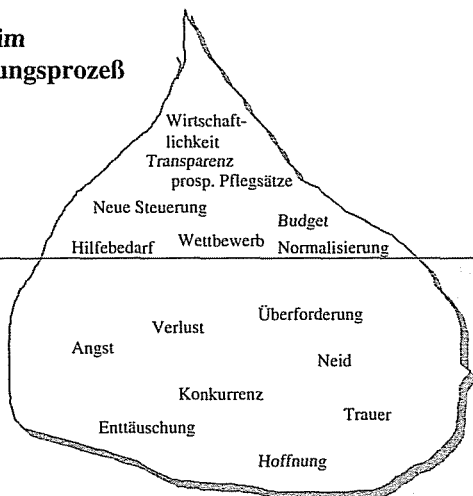 im
ungsprozeß
Wirtschaft-
lichkeit
Transparenz
prosp. Pflegsätze
Neue Steuerung
Budget
Hilfebedarf Wettbewerb Normalisierung
Überforderung
Verlust
Angst
Neid
Konkurrenz
Trauer
Enttäuschung
Hoffnung